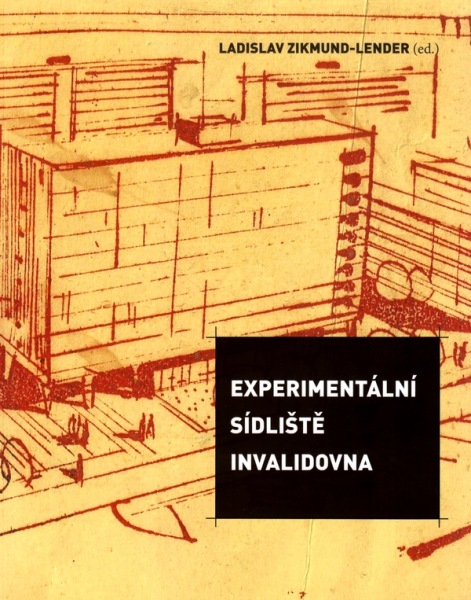 LADISLAV ZIKMUND-LENDER (ed.)
EXPERIMENTÁLNÍ
SÍDLIŠTĚ
INVALIDOVNA